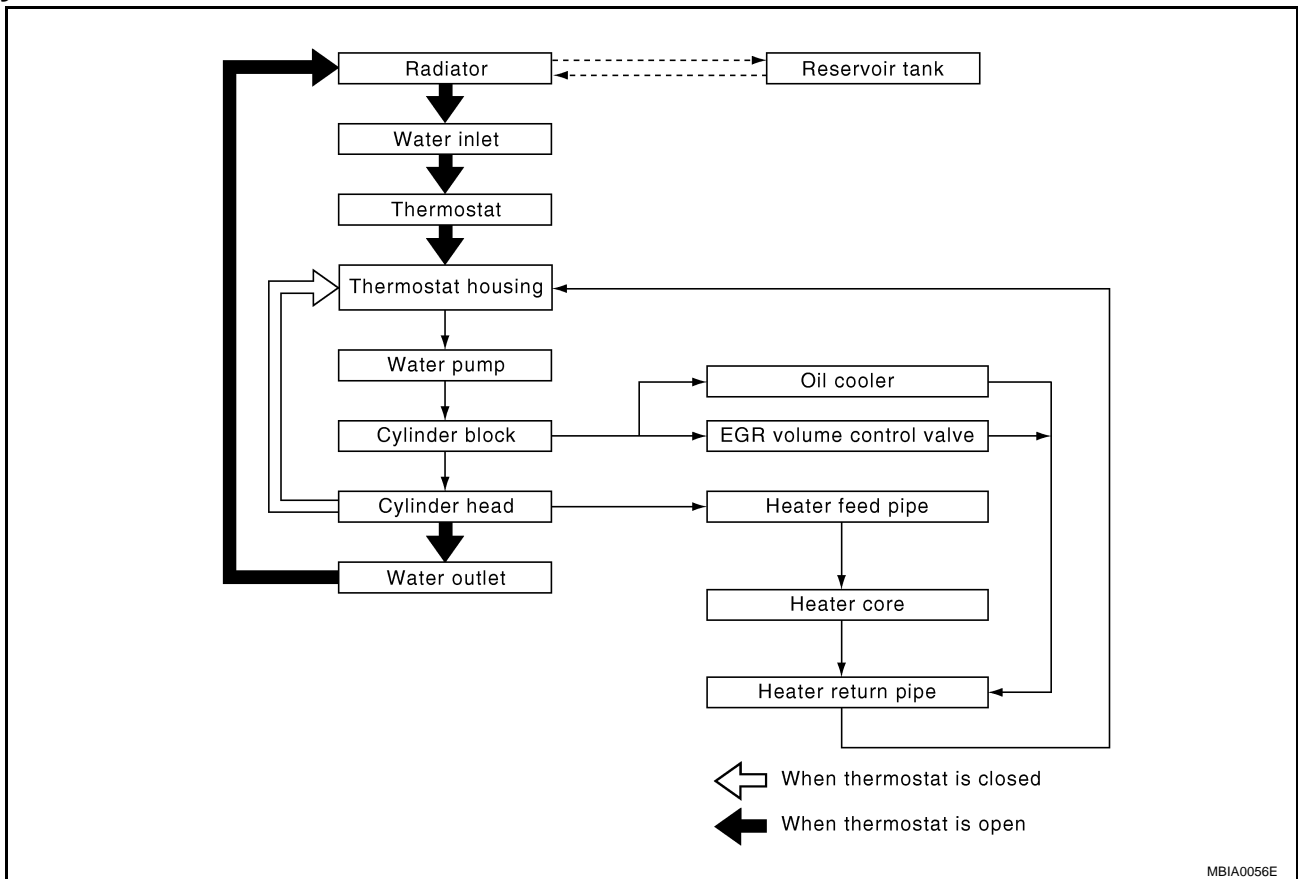 Radiator
Reservoir tank
Water inlet
Thermostat
Thermostat housing
Water pump
Oil cooler
Cylinder block
EGR volume control valve
Cylinder head
Heater feed pipe
Water outlet
Heater core
Heater return pipe
When thermostat is closed
When thermostat is open
MBIA0056E